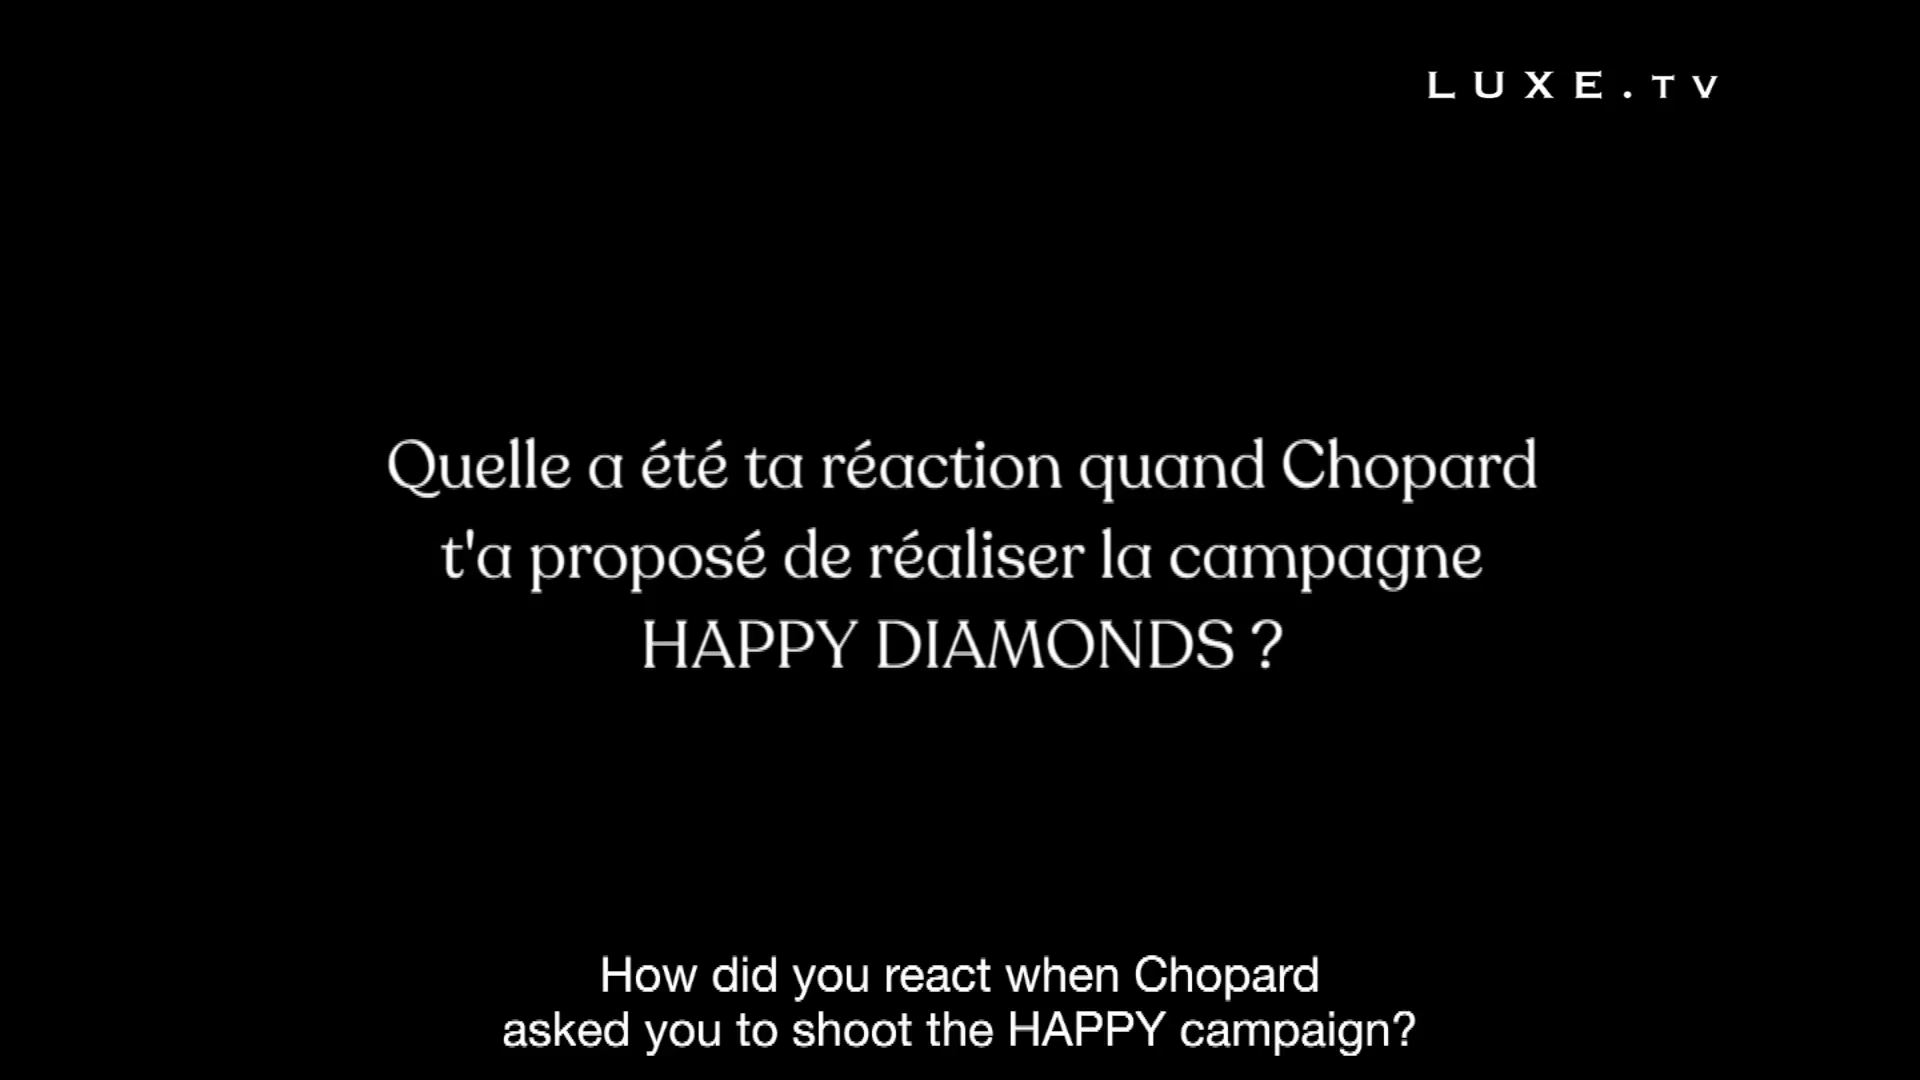 LUXE.TV
Quelle a été ta réaction quand Chopard
t'a proposé de réaliser la campagne
HAPPY DIAMONDS ?
How did you react when Chopard
asked you to shoot the HAPPY campaign?